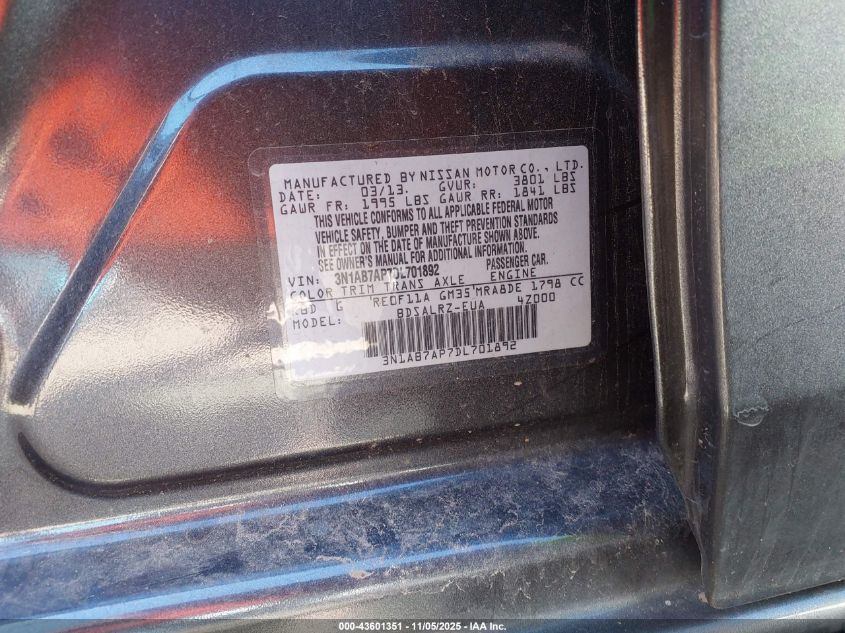 MANUFACTURED BY NISSAN MOTOR CO., LTD.
DATE: 03/13. GVWR: 3801 LBS
GAWR FR: 1995 LBS GAWR RR: 1841 LBS
THIS VEHICLE CONFORMS TO ALL APPLICABLE FEDERAL MOTOR
VEHICLE SAFETY, BUMPER AND THEFT PREVENTION STANDARDS
IN EFFECT ON THE DATE OF MANUFACTURE SHOWN ABOVE.
SEE OWNER'S MANUAL FOR ADDITIONAL INFORMATION.
VIN: 3N1AB7AP7DL701892 PASSENGER CAR.
COLOR TRIM TRANS AXLE ENGINE
KBD G RE0F11A GM35 MRA8DE 1798 CC
MODEL: BDSALRZ-EUA 4Z000
3N1AB7AP7DL701892
000-43601351 - 11/05/2025 - IAA Inc.